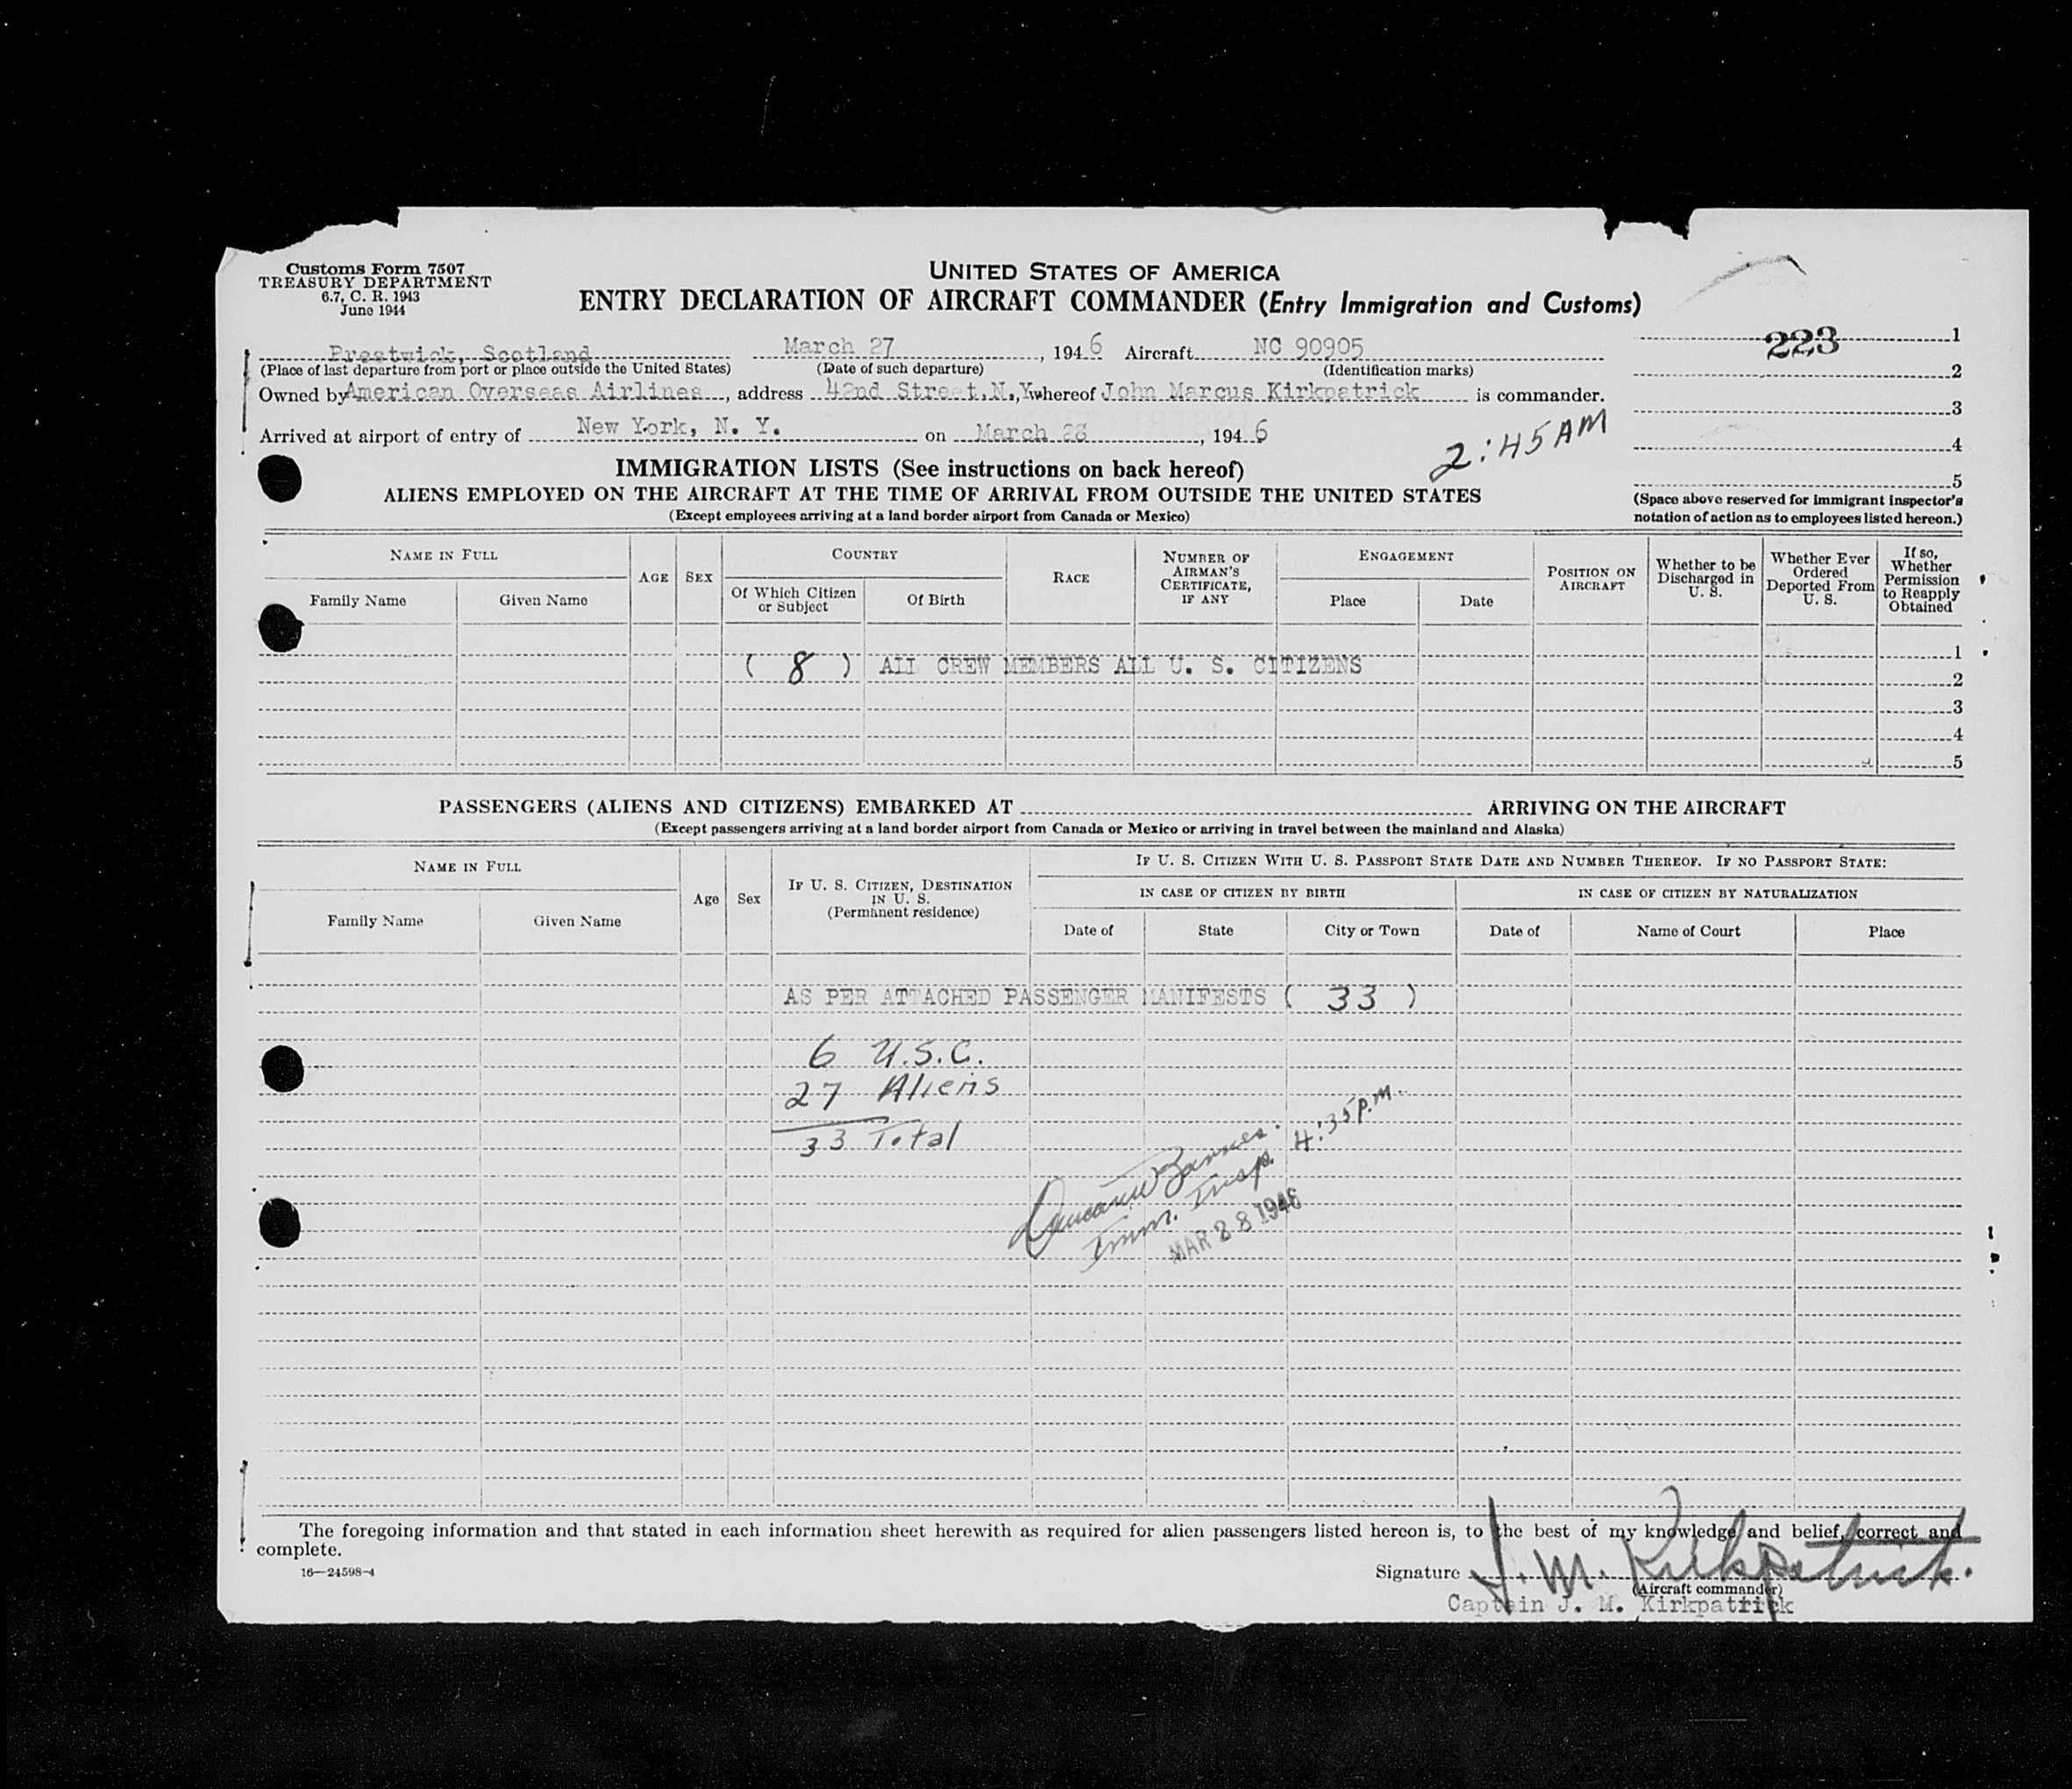 Customs Form 7507
TREASURY DEPARTMENT
6.7, C. R. 1943
June 1944
UNITED STATES OF AMERICA
ENTRY DECLARATION OF AIRCRAFT COMMANDER (Entry Immigration and Customs)
223
1
2
3
4
5
(Space above reserved for immigrant inspector's
notation of action as to employees listed hereon.)
Prestwick, Scotland March 27, 1946 Aircraft NC 90905
(Place of last departure from port or place outside the United States) (Date of such departure) (Identification marks)
Owned by American Overseas Airlines, address 42nd Street, N.Y. whereof John Marcus Kirkpatrick is commander.
Arrived at airport of entry of New York, N. Y. on March 28, 1946
2:45 AM
IMMIGRATION LISTS (See instructions on back hereof)
ALIENS EMPLOYED ON THE AIRCRAFT AT THE TIME OF ARRIVAL FROM OUTSIDE THE UNITED STATES
(Except employees arriving at a land border airport from Canada or Mexico)
NAME IN FULL
Family Name Given Name
AGE
SEX
COUNTRY
Of Which Citizen or Subject Of Birth
RACE
NUMBER OF AIRMAN'S CERTIFICATE, IF ANY
ENGAGEMENT
Place Date
POSITION ON AIRCRAFT
Whether to be Discharged in U. S.
Whether Ever Ordered Deported From U. S.
If so, Whether Permission to Reapply Obtained
1
( 8 ) ALL CREW MEMBERS ALL U. S. CITIZENS
2
3
4
5
PASSENGERS (ALIENS AND CITIZENS) EMBARKED AT ARRIVING ON THE AIRCRAFT
(Except passengers arriving at a land border airport from Canada or Mexico or arriving in travel between the mainland and Alaska)
NAME IN FULL
Family Name Given Name
Age
Sex
IF U. S. CITIZEN, DESTINATION IN U. S.
(Permanent residence)
IF U. S. CITIZEN WITH U. S. PASSPORT STATE DATE AND NUMBER THEREOF. IF NO PASSPORT STATE:
IN CASE OF CITIZEN BY BIRTH IN CASE OF CITIZEN BY NATURALIZATION
Date of State City or Town Date of Name of Court Place
AS PER ATTACHED PASSENGER MANIFESTS ( 33 )
6 U.S.C.
27 Aliens
33 Total
Duncan W Barnes. 4:35 p.m.
Imm. Insp.
MAR 28 1946
The foregoing information and that stated in each information sheet herewith as required for alien passengers listed hereon is, to the best of my knowledge and belief, correct and
complete.
16—24598-4
Signature J. M. Kirkpatrick.
(Aircraft commander)
Captain J. M. Kirkpatrick